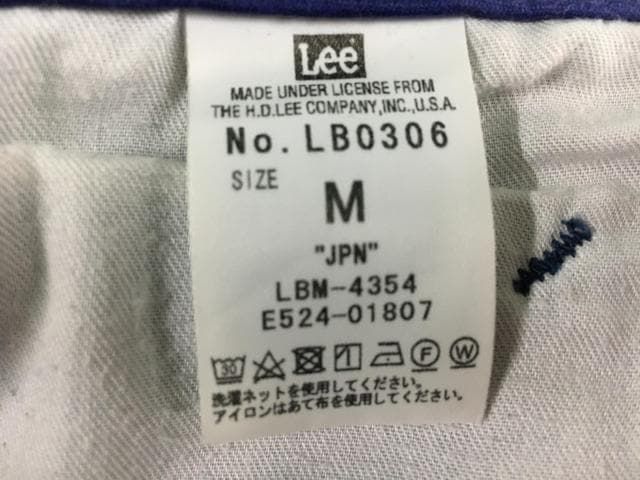 Lee
MADE UNDER LICENSE FROM
THE H.D.LEE COMPANY,INC.,U.S.A.
No. LB0306
SIZE
M
"JPN"
LBM-4354
E524-01807
30 F W
洗濯ネットを使用してください。
アイロンはあて布を使用してください。